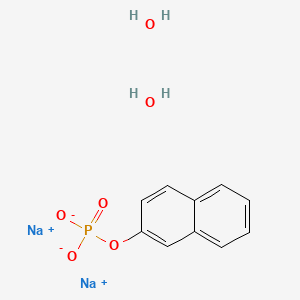 H O H
H O H
O - O
P
Na + - O O
Na +